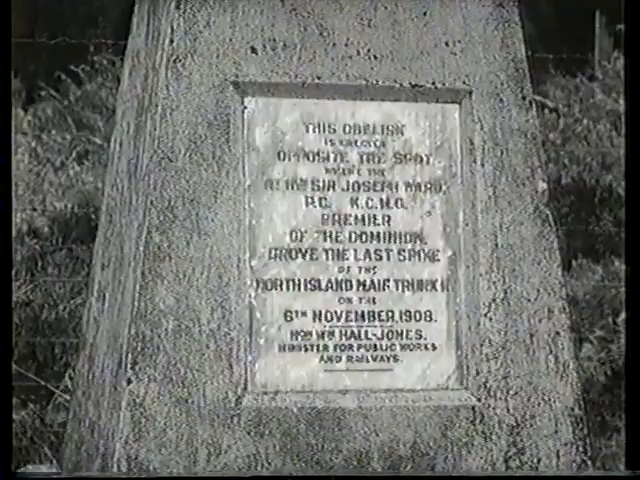 THIS OBELISK
IS ERECTED
OPPOSITE THE SPOT
WHERE THE
RT HON SIR JOSEPH WARD,
P.C. K.C.M.G.
PREMIER
OF THE DOMINION,
DROVE THE LAST SPIKE
OF THE
NORTH ISLAND MAIN TRUNK
ON THE
6TH NOVEMBER, 1908.
HON WM HALL-JONES.
MINISTER FOR PUBLIC WORKS
AND RAILWAYS.